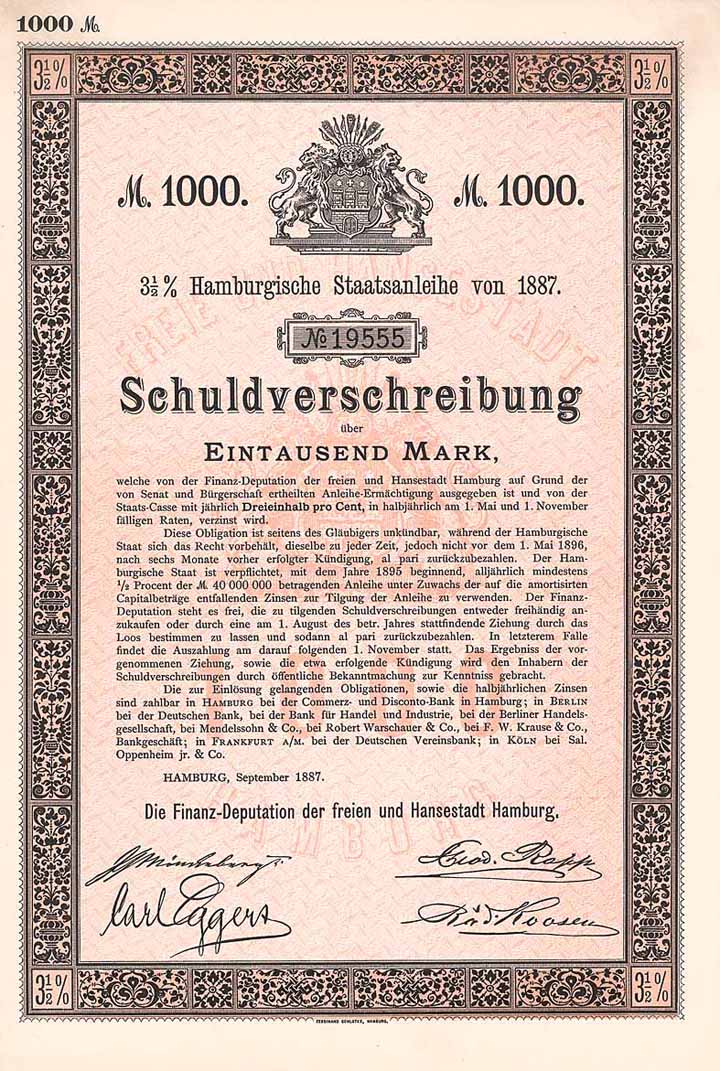 1000 M.
3½% 3½%
M. 1000. M. 1000.
3½% Hamburgische Staatsanleihe von 1887.
FREIE UND HANSESTADT
№ 19555
Schuldverschreibung
über
EINTAUSEND MARK,
welche von der Finanz-Deputation der freien und Hansestadt Hamburg auf Grund der
von Senat und Bürgerschaft ertheilten Anleihe-Ermächtigung ausgegeben ist und von der
Staats-Casse mit jährlich Dreieinhalb pro Cent, in halbjährlich am 1. Mai und 1. November
fälligen Raten, verzinst wird.
Diese Obligation ist seitens des Gläubigers unkündbar, während der Hamburgische
Staat sich das Recht vorbehält, dieselbe zu jeder Zeit, jedoch nicht vor dem 1. Mai 1896,
nach sechs Monate vorher erfolgter Kündigung, al pari zurückzubezahlen. Der Ham-
burgische Staat ist verpflichtet, mit dem Jahre 1895 beginnend, alljährlich mindestens
½ Procent der M. 40 000 000 betragenden Anleihe unter Zuwachs der auf die amortisirten
Capitalbeträge entfallenden Zinsen zur Tilgung der Anleihe zu verwenden. Der Finanz-
Deputation steht es frei, die zu tilgenden Schuldverschreibungen entweder freihändig an-
zukaufen oder durch eine am 1. August des betr. Jahres stattfindende Ziehung durch das
Loos bestimmen zu lassen und sodann al pari zurückzubezahlen. In letzterem Falle
findet die Auszahlung am darauf folgenden 1. November statt. Das Ergebniss der vor-
genommenen Ziehung, sowie die etwa erfolgende Kündigung wird den Inhabern der
Schuldverschreibungen durch öffentliche Bekanntmachung zur Kenntniss gebracht.
Die zur Einlösung gelangenden Obligationen, sowie die halbjährlichen Zinsen
sind zahlbar in HAMBURG bei der Commerz- und Disconto-Bank in Hamburg; in BERLIN
bei der Deutschen Bank, bei der Bank für Handel und Industrie, bei der Berliner Handels-
gesellschaft, bei Mendelssohn & Co., bei Robert Warschauer & Co., bei F. W. Krause & Co.,
Bankgeschäft; in FRANKFURT A/M. bei der Deutschen Vereinsbank; in KÖLN bei Sal.
Oppenheim jr. & Co.
HAMBURG, September 1887.
HAMBURG
Die Finanz-Deputation der freien und Hansestadt Hamburg.
Carl Eggers
3½% 3½%
FERDINAND SCHLOTKE, HAMBURG.